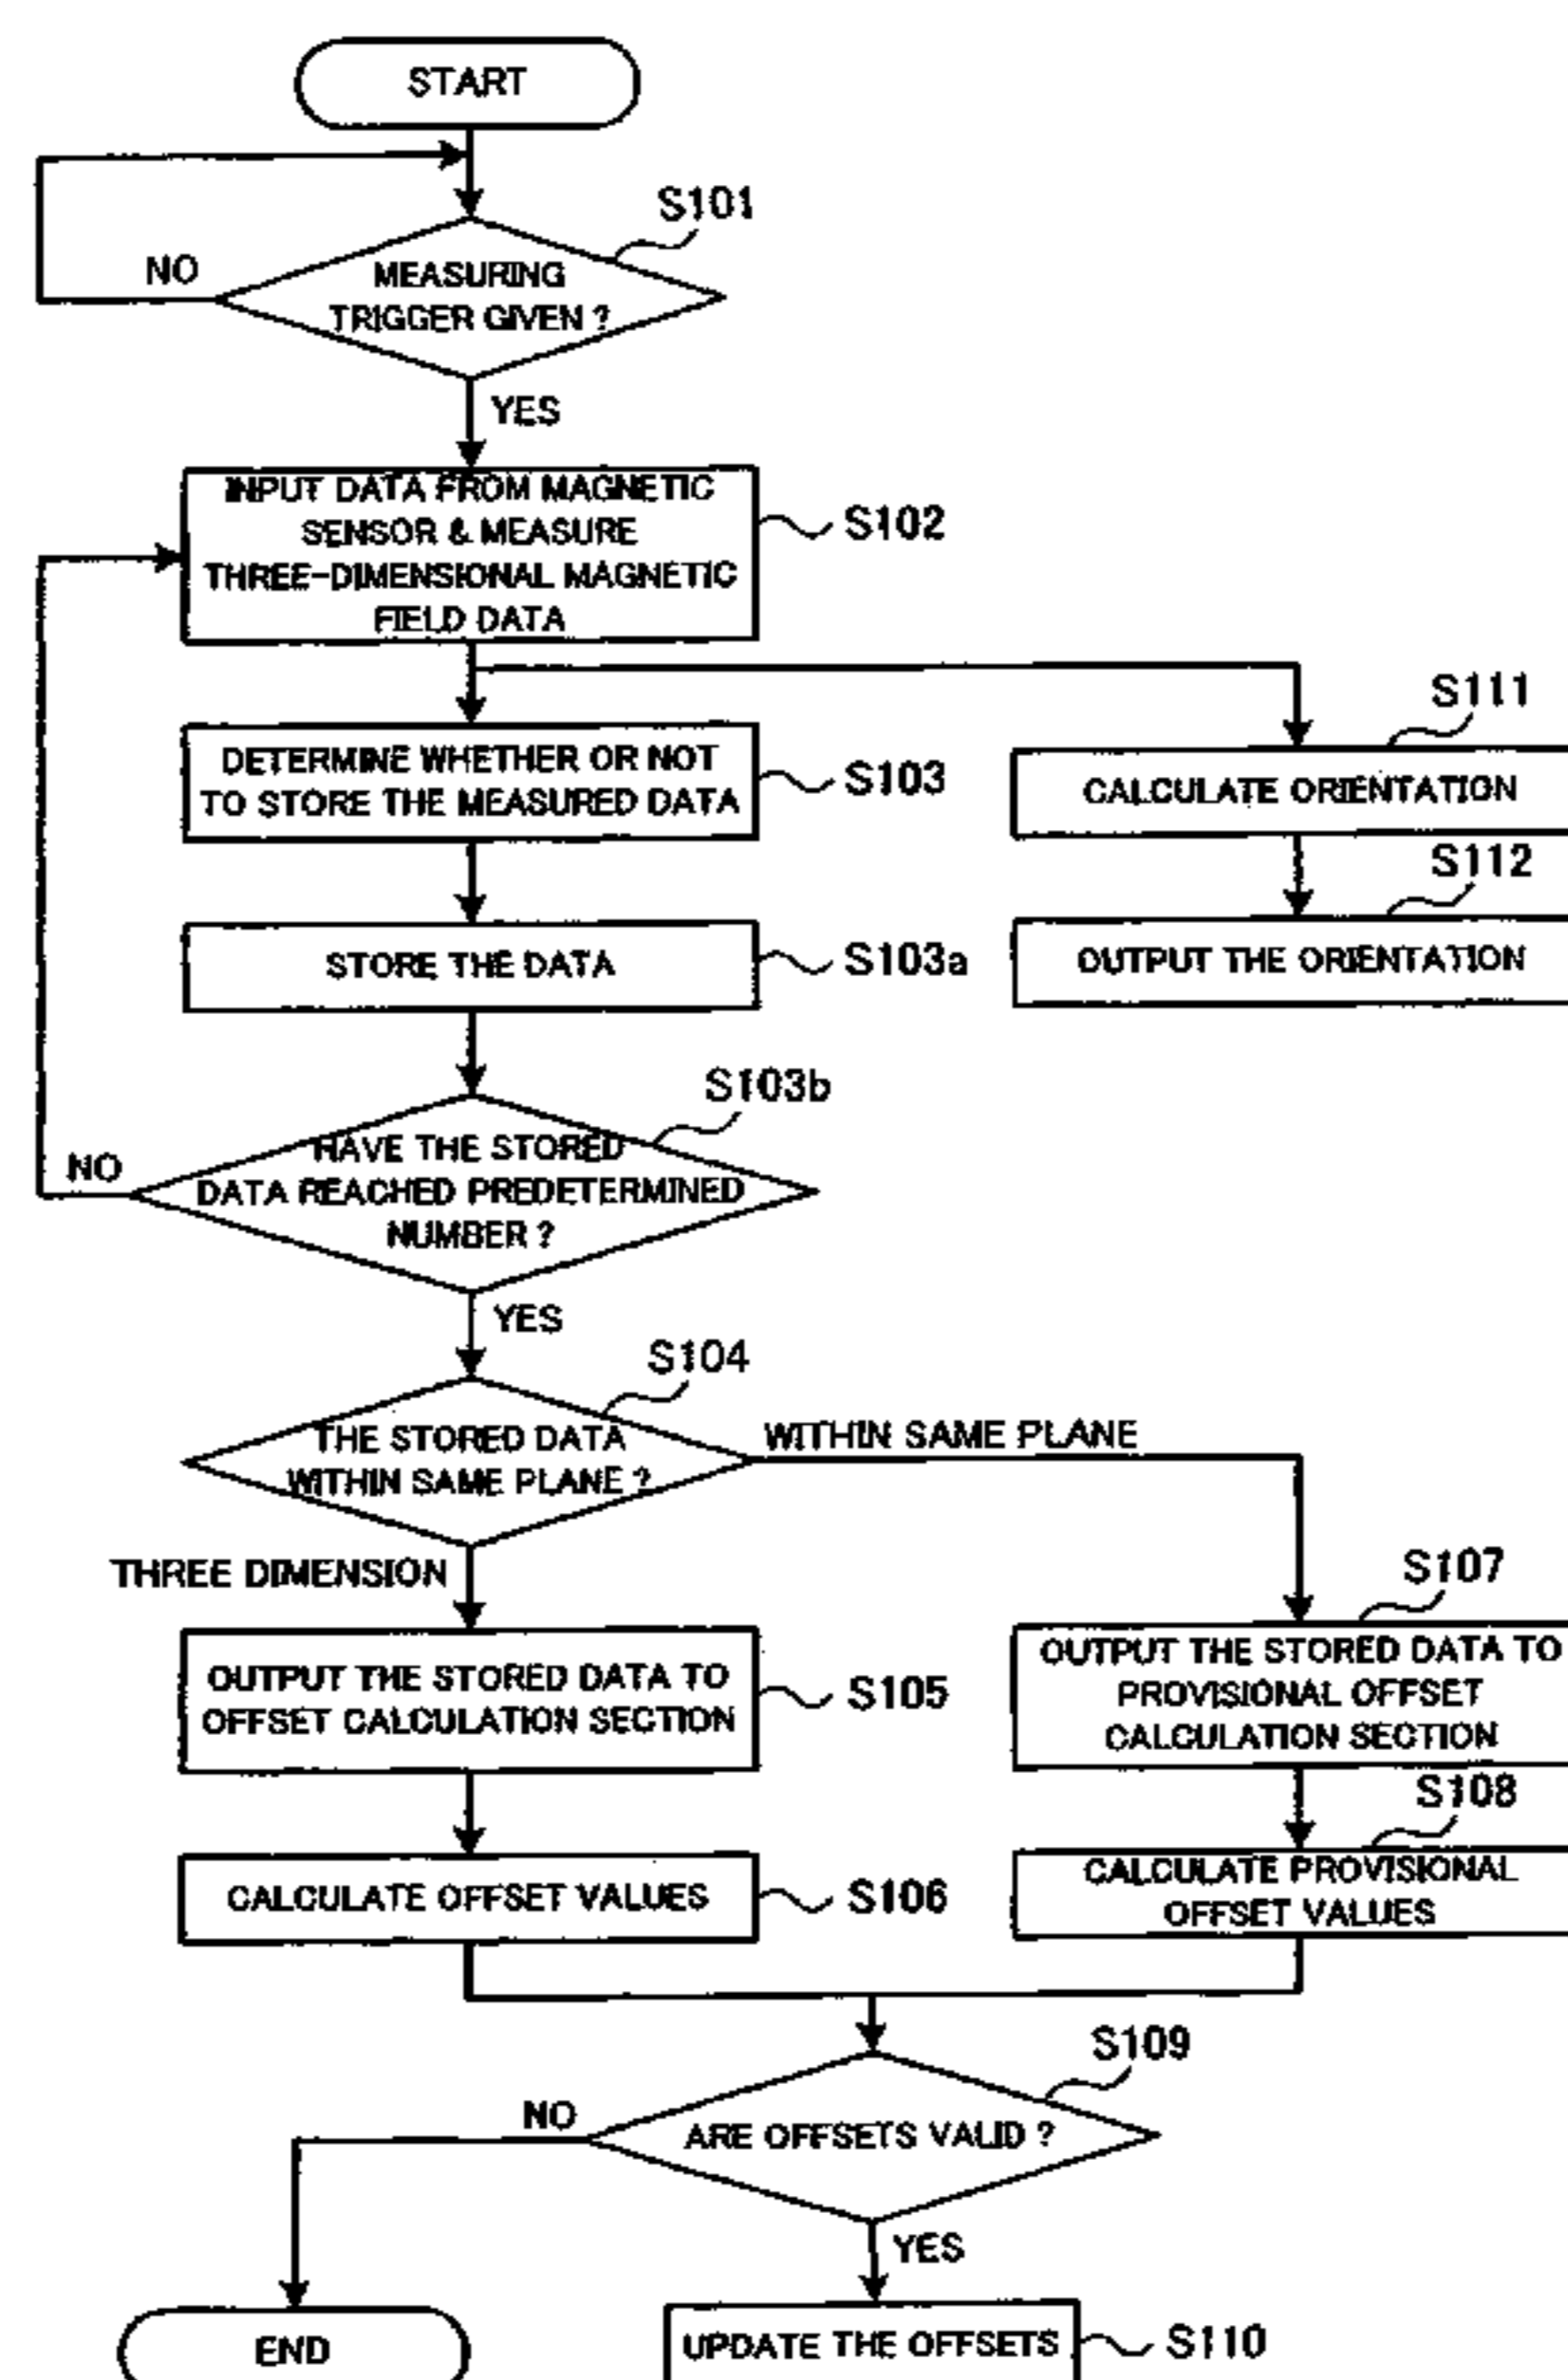 START
S101
NO
MEASURING
TRIGGER GIVEN ?
YES
INPUT DATA FROM MAGNETIC
SENSOR & MEASURE
THREE-DIMENSIONAL MAGNETIC
FIELD DATA
S102
S111
DETERMINE WHETHER OR NOT
TO STORE THE MEASURED DATA
S103
CALCULATE ORIENTATION
S112
STORE THE DATA
S103a
OUTPUT THE ORIENTATION
S103b
NO
HAVE THE STORED
DATA REACHED PREDETERMINED
NUMBER ?
YES
S104
THE STORED DATA
WITHIN SAME PLANE ?
WITHIN SAME PLANE
THREE DIMENSION
S107
OUTPUT THE STORED DATA TO
OFFSET CALCULATION SECTION
S105
OUTPUT THE STORED DATA TO
PROVISIONAL OFFSET
CALCULATION SECTION
S108
CALCULATE OFFSET VALUES
S106
CALCULATE PROVISIONAL
OFFSET VALUES
S109
NO
ARE OFFSETS VALID ?
YES
END
UPDATE THE OFFSETS
S110